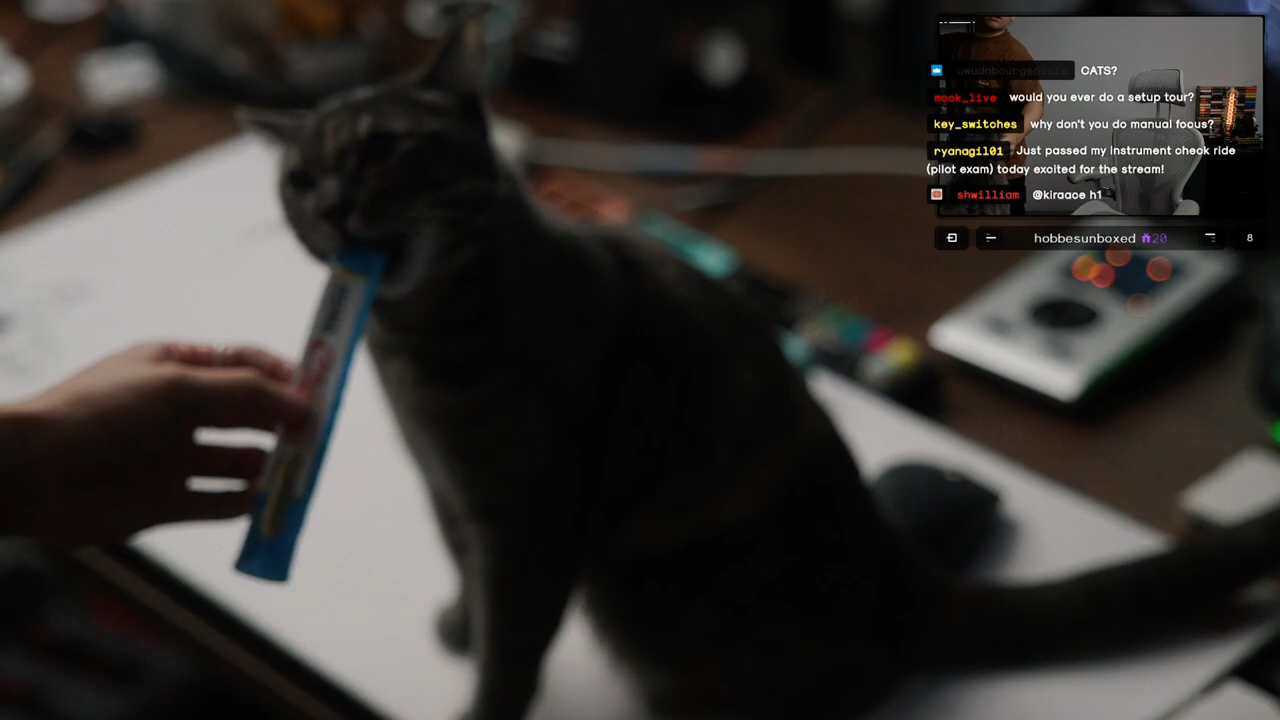 CATS?
mook_live would you ever do a setup tour?
key_switches why don't you do manual focus?
ryanagil01 Just passed my instrument check ride
(pilot exam) today excited for the stream!
shwilliam @kiraace h1
hobbesunboxed 20
8